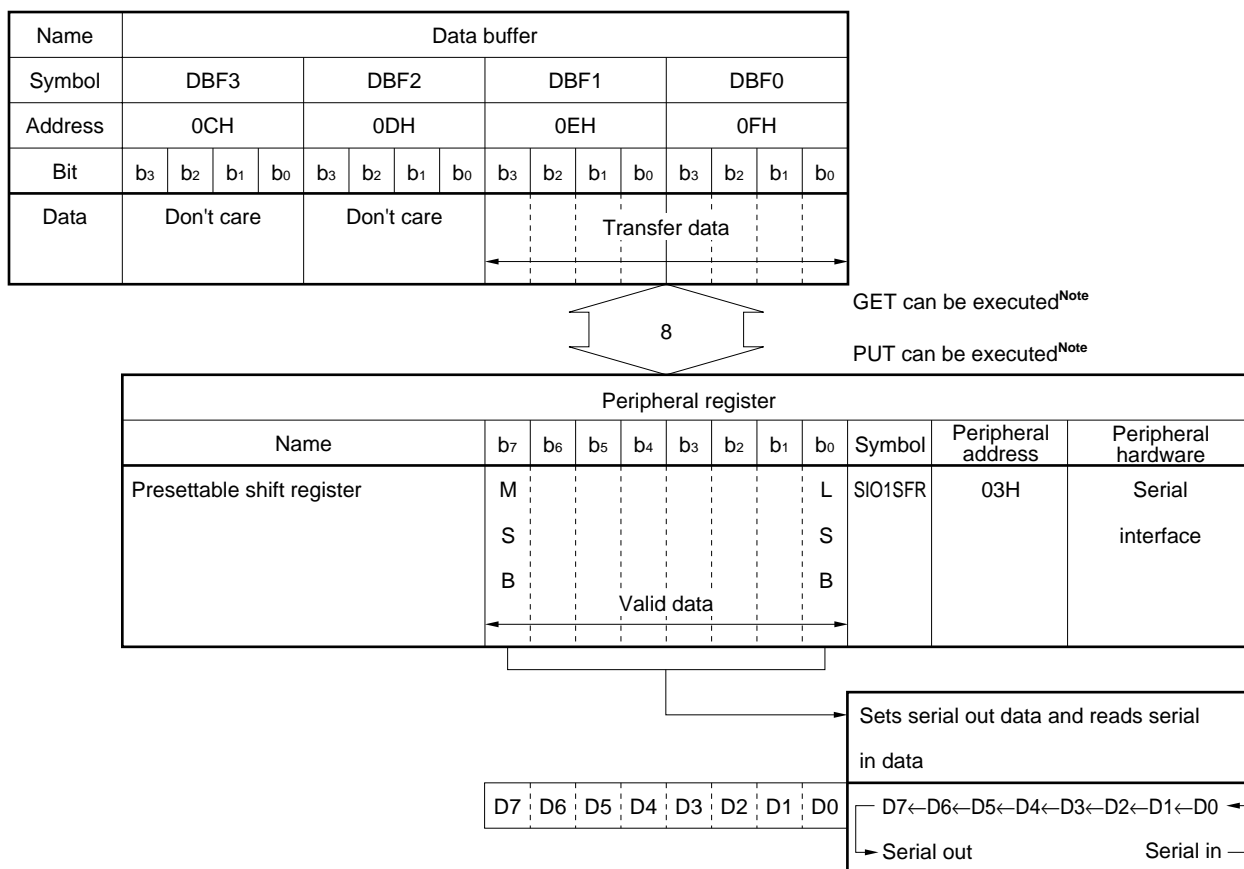 Name Data buffer
Symbol DBF3 DBF2 DBF1 DBF0
Address 0CH 0DH 0EH 0FH
Bit b3 b2 b1 b0 b3 b2 b1 b0 b3 b2 b1 b0 b3 b2 b1 b0
Data Don't care Don't care Transfer data
GET can be executedNote
8
PUT can be executedNote
Peripheral register
Name b7 b6 b5 b4 b3 b2 b1 b0 Symbol Peripheral address Peripheral hardware
Presettable shift register M L SIO1SFR 03H Serial
S S interface
B B
Valid data
Sets serial out data and reads serial
in data
D7 D6 D5 D4 D3 D2 D1 D0 D7←D6←D5←D4←D3←D2←D1←D0
Serial out Serial in